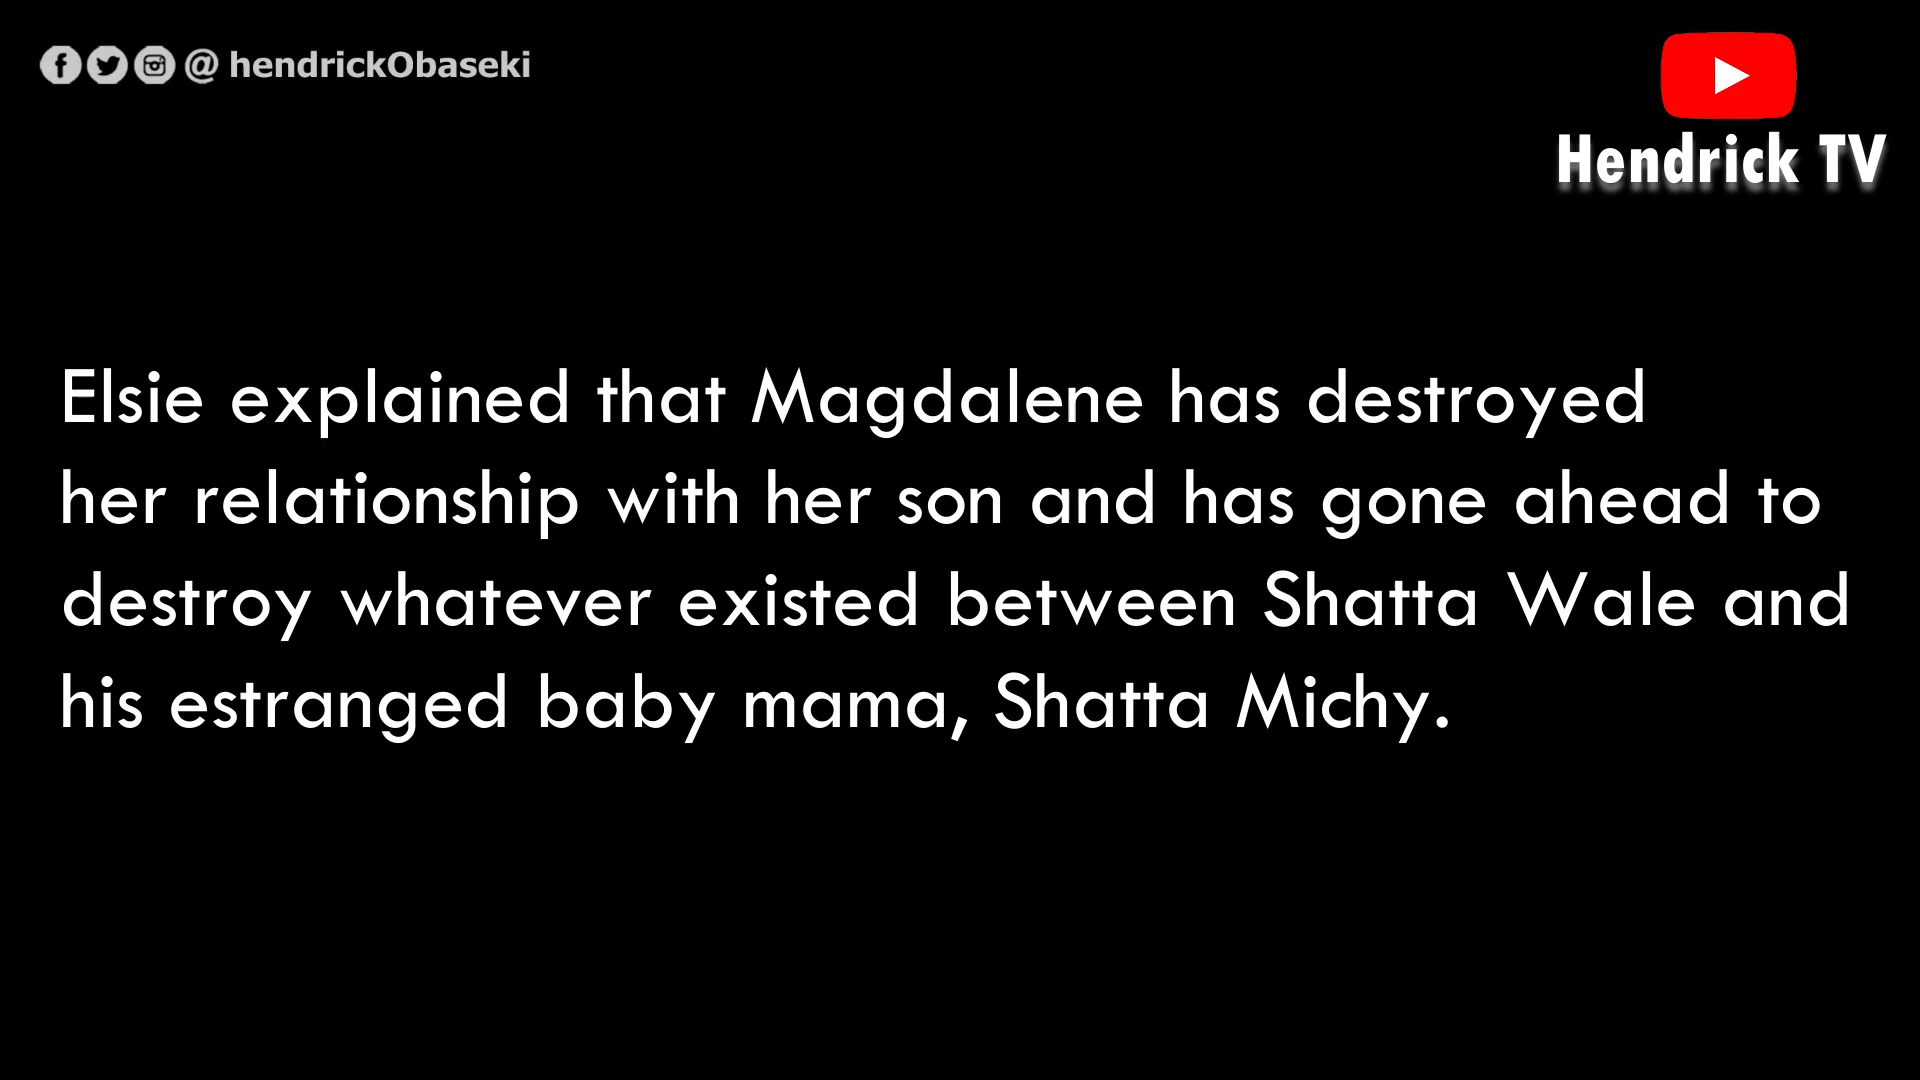 @ hendrickObaseki
Hendrick TV
Elsie explained that Magdalene has destroyed
her relationship with her son and has gone ahead to
destroy whatever existed between Shatta Wale and
his estranged baby mama, Shatta Michy.